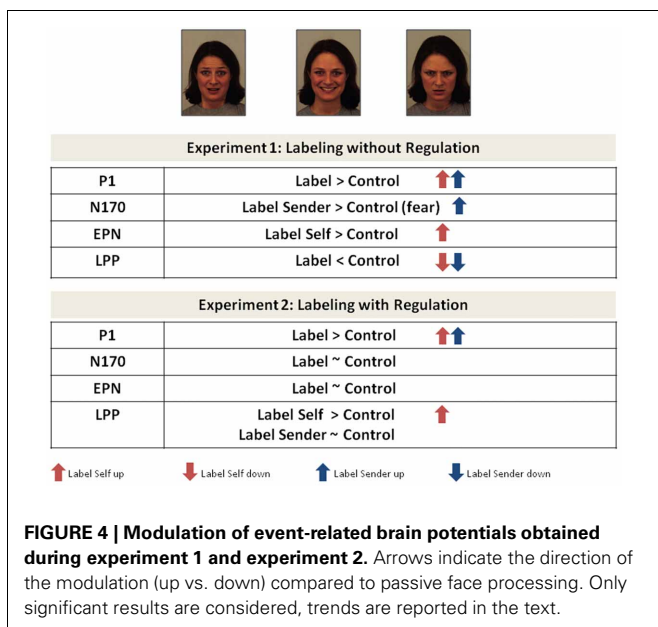 Experiment 1: Labeling without Regulation
P1 Label > Control
N170 Label Sender > Control (fear)
EPN Label Self > Control
LPP Label < Control
Experiment 2: Labeling with Regulation
P1 Label > Control
N170 Label ~ Control
EPN Label ~ Control
LPP Label Self > Control
Label Sender ~ Control
Label Self up Label Self down Label Sender up Label Sender down
FIGURE 4 | Modulation of event-related brain potentials obtained
during experiment 1 and experiment 2. Arrows indicate the direction of
the modulation (up vs. down) compared to passive face processing. Only
significant results are considered, trends are reported in the text.